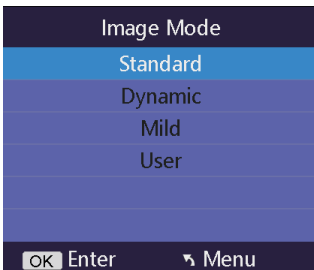 Image Mode
Standard
Dynamic
Mild
User
OK Enter Menu